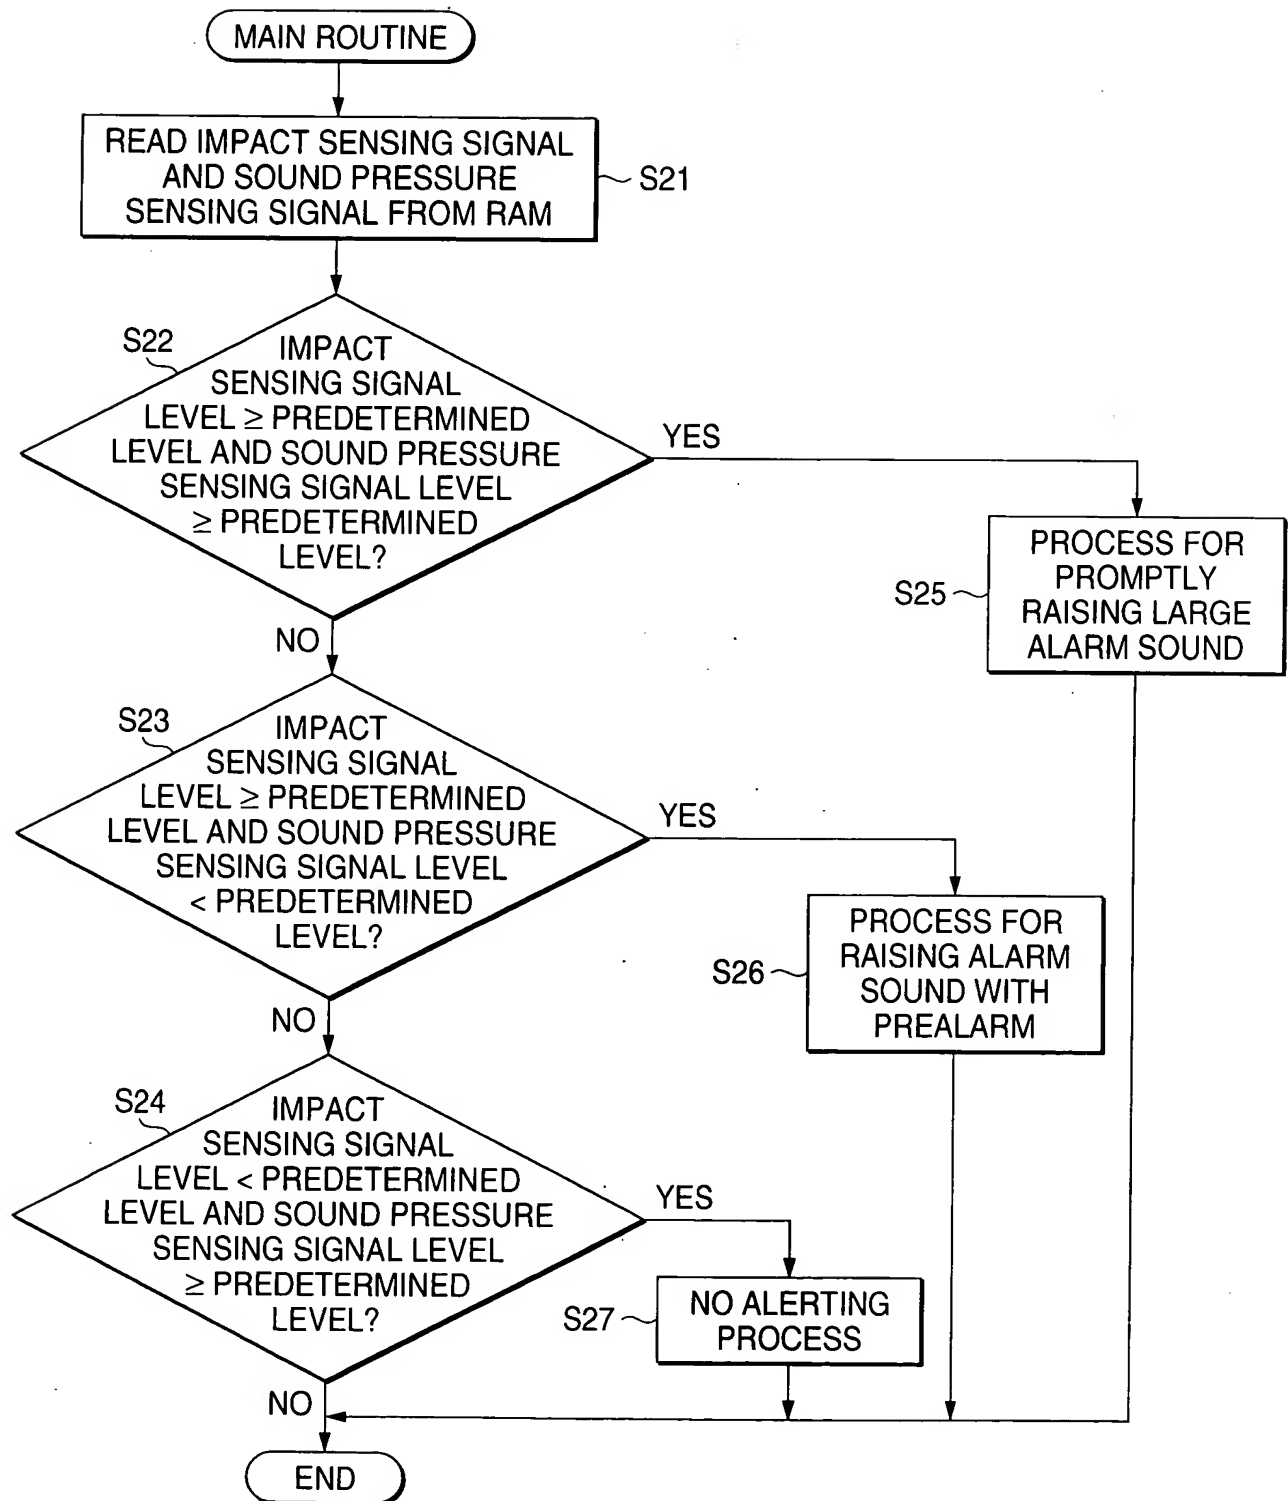 MAIN ROUTINE
READ IMPACT SENSING SIGNAL
AND SOUND PRESSURE
SENSING SIGNAL FROM RAM
S21
S22
IMPACT
SENSING SIGNAL
LEVEL ≥ PREDETERMINED
LEVEL AND SOUND PRESSURE
SENSING SIGNAL LEVEL
≥ PREDETERMINED
LEVEL?
YES
NO
S25
PROCESS FOR
PROMPTLY
RAISING LARGE
ALARM SOUND
S23
IMPACT
SENSING SIGNAL
LEVEL ≥ PREDETERMINED
LEVEL AND SOUND PRESSURE
SENSING SIGNAL LEVEL
< PREDETERMINED
LEVEL?
YES
NO
S26
PROCESS FOR
RAISING ALARM
SOUND WITH
PREALARM
S24
IMPACT
SENSING SIGNAL
LEVEL < PREDETERMINED
LEVEL AND SOUND PRESSURE
SENSING SIGNAL LEVEL
≥ PREDETERMINED
LEVEL?
YES
NO
S27
NO ALERTING
PROCESS
END